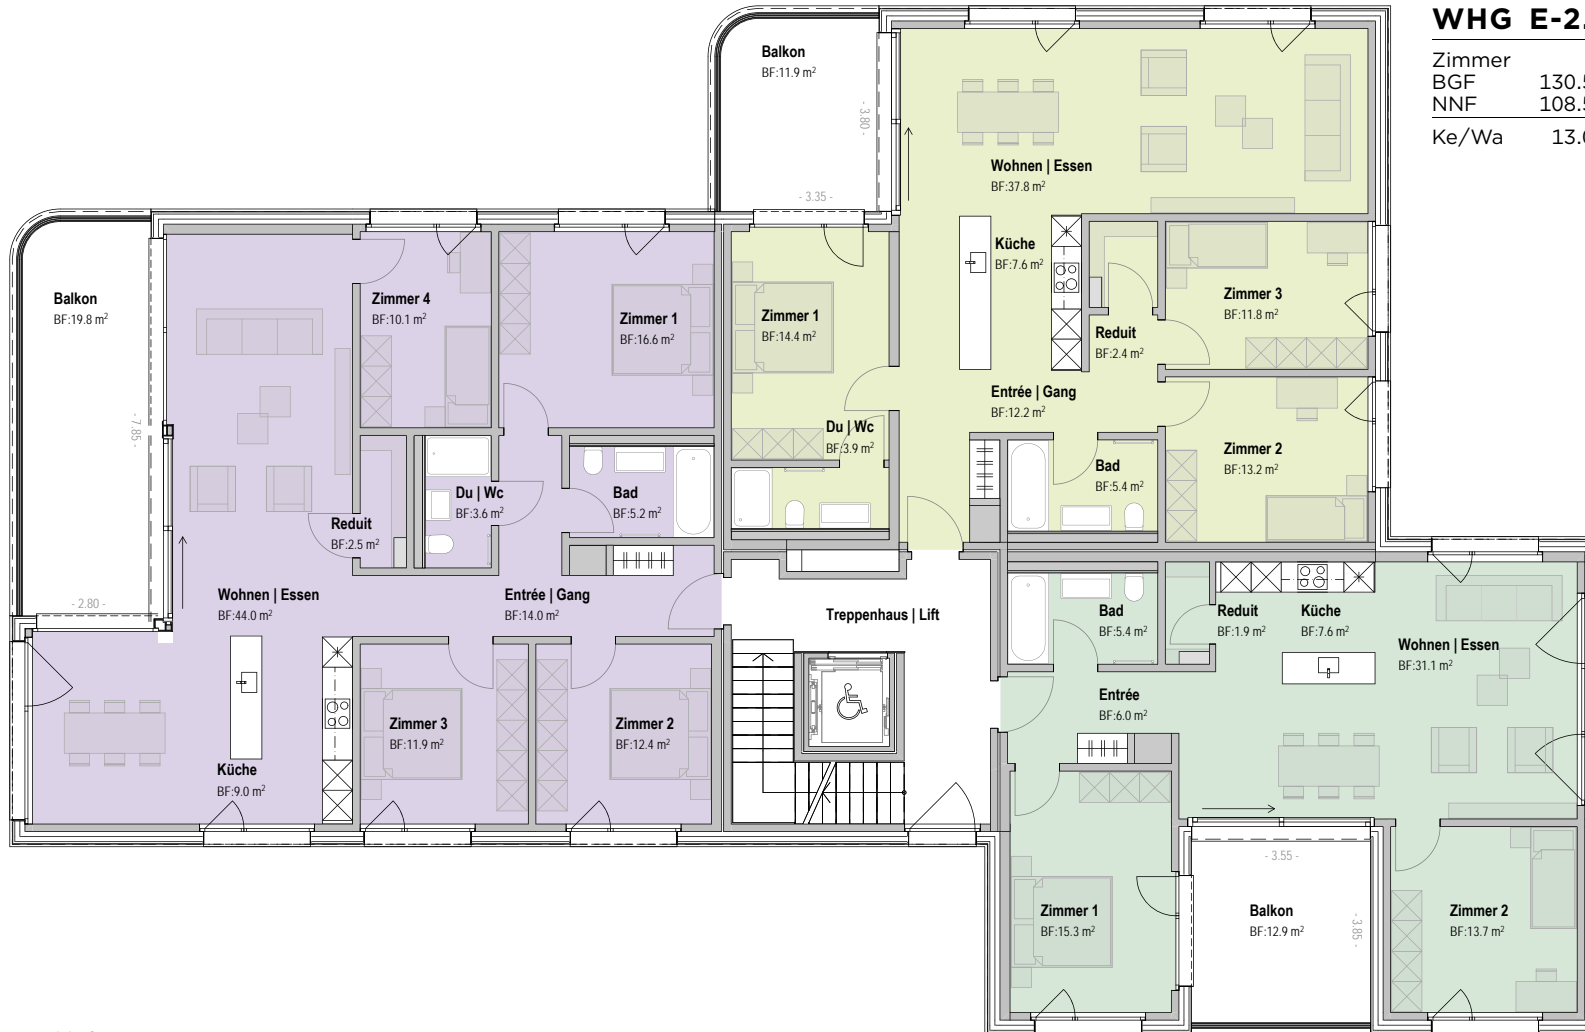 WHG E-2.
Zimmer
BGF 130.5
NNF 108.5
Ke/Wa 13.0
Balkon
BF:11.9 m²
- 3.80 -
- 3.35 -
Wohnen | Essen
BF:37.8 m²
Küche
BF:7.6 m²
Zimmer 3
BF:11.8 m²
Reduit
BF:2.4 m²
Entrée | Gang
BF:12.2 m²
Zimmer 1
BF:14.4 m²
Du | Wc
BF:3.9 m²
Bad
BF:5.4 m²
Zimmer 2
BF:13.2 m²
Balkon
BF:19.8 m²
- 7.85 -
- 2.80 -
Zimmer 4
BF:10.1 m²
Zimmer 1
BF:16.6 m²
Du | Wc
BF:3.6 m²
Bad
BF:5.2 m²
Reduit
BF:2.5 m²
Wohnen | Essen
BF:44.0 m²
Entrée | Gang
BF:14.0 m²
Küche
BF:9.0 m²
Zimmer 3
BF:11.9 m²
Zimmer 2
BF:12.4 m²
Treppenhaus | Lift
Bad
BF:5.4 m²
Reduit
BF:1.9 m²
Küche
BF:7.6 m²
Wohnen | Essen
BF:31.1 m²
Entrée
BF:6.0 m²
Zimmer 1
BF:15.3 m²
- 3.55 -
Balkon
BF:12.9 m²
- 3.85 -
Zimmer 2
BF:13.7 m²